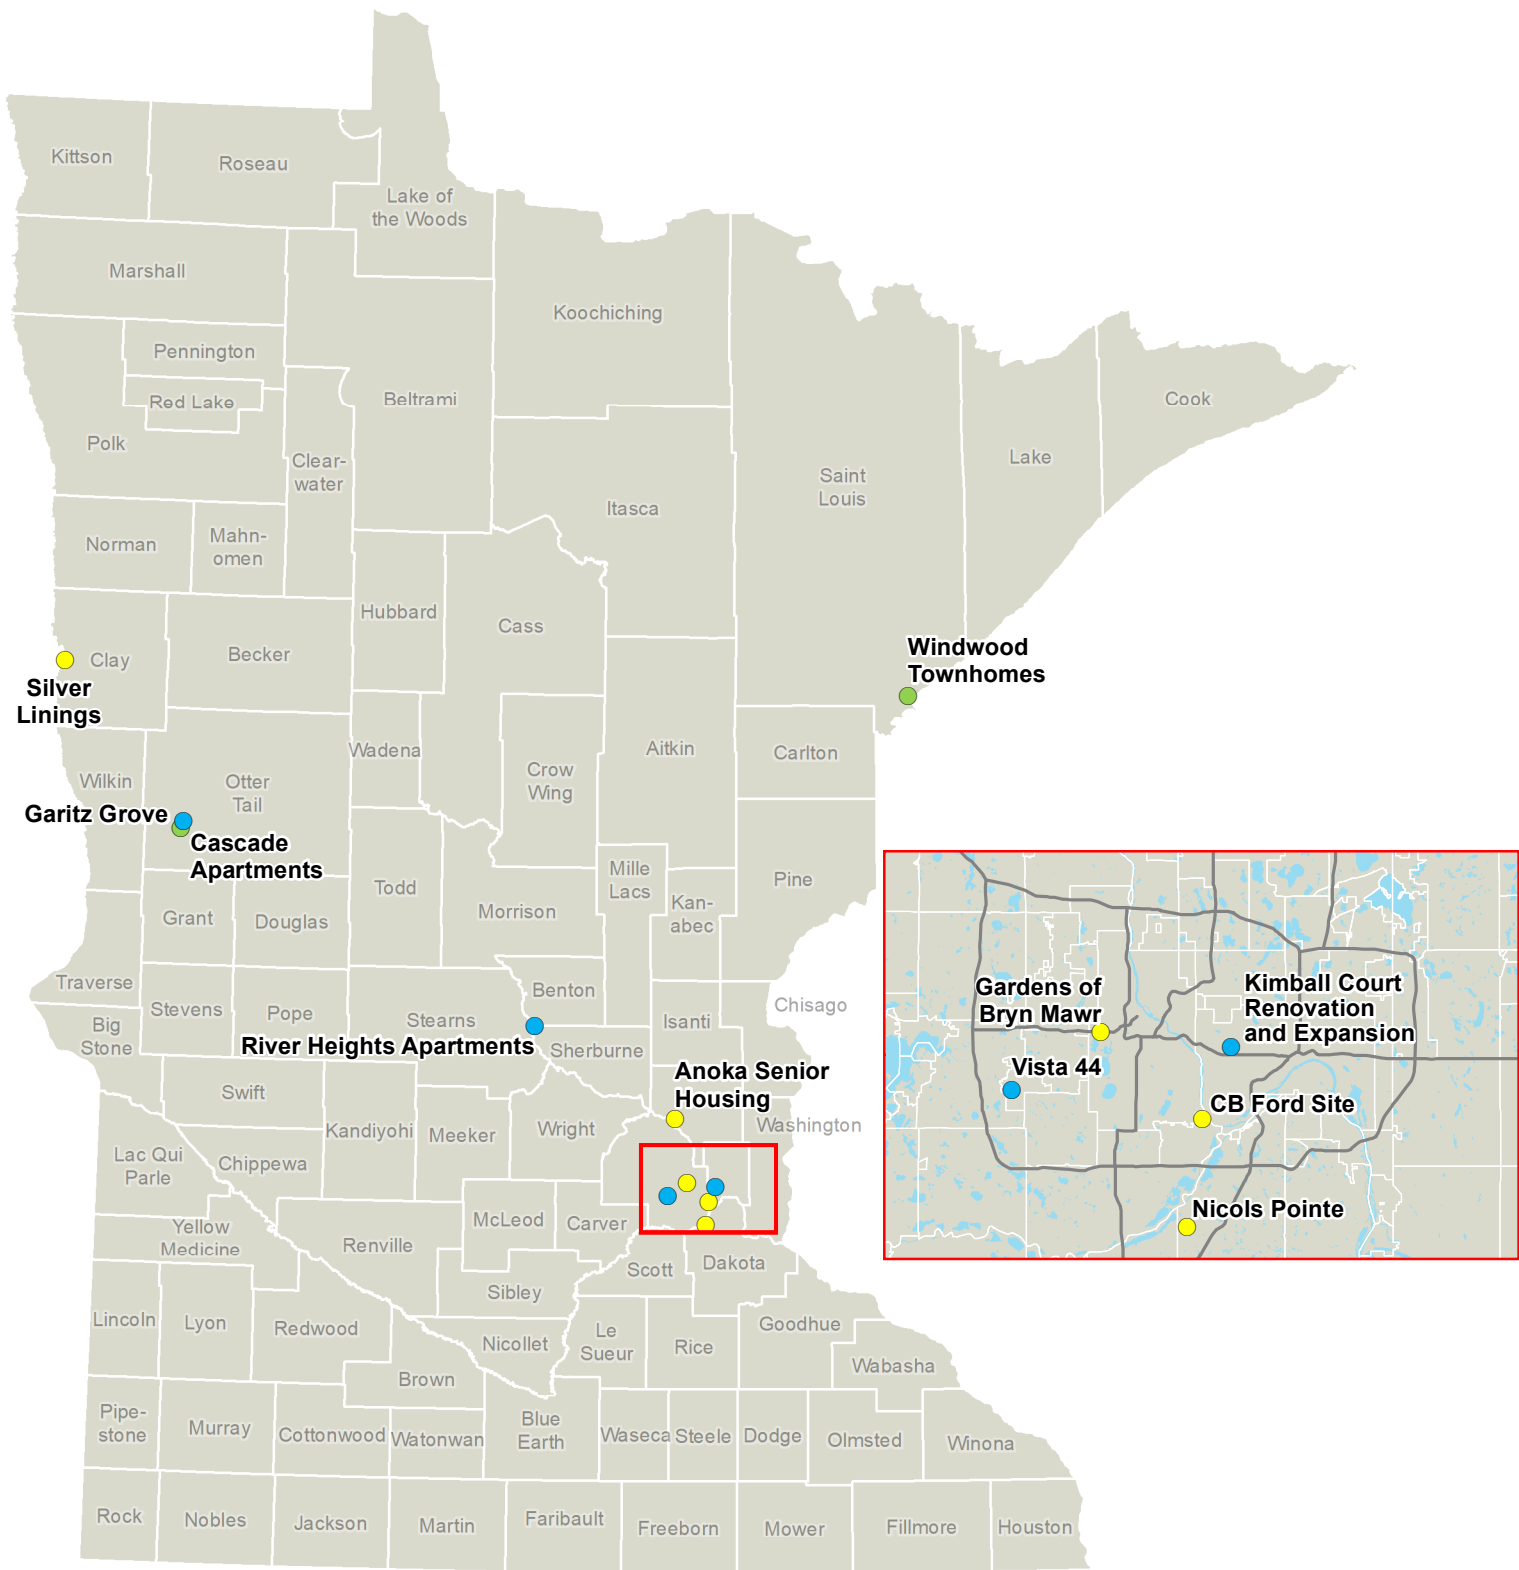 Kittson
Roseau
Lake of
the Woods
Marshall
Koochiching
Pennington
Red Lake
Beltrami
Cook
Polk
Clear-
water
Lake
Saint
Louis
Itasca
Norman
Mahn-
omen
Hubbard
Cass
Clay
Becker
Windwood
Townhomes
Silver
Linings
Wadena
Aitkin
Carlton
Wilkin
Otter
Tail
Crow
Wing
Garitz Grove
Cascade
Apartments
Todd
Mille
Lacs
Pine
Grant
Douglas
Morrison
Kan-
abec
Traverse
Stevens
Pope
Stearns
Benton
Chisago
Isanti
Big
Stone
River Heights Apartments
Sherburne
Anoka Senior
Housing
Swift
Kandiyohi
Meeker
Wright
Washington
Lac Qui
Parle
Chippewa
Yellow
Medicine
Renville
McLeod
Carver
Scott
Dakota
Sibley
Lincoln
Lyon
Redwood
Nicollet
Le
Sueur
Rice
Goodhue
Wabasha
Brown
Pipe-
stone
Murray
Cottonwood
Watonwan
Blue
Earth
Waseca
Steele
Dodge
Olmsted
Winona
Rock
Nobles
Jackson
Martin
Faribault
Freeborn
Mower
Fillmore
Houston
Gardens of
Bryn Mawr
Kimball Court
Renovation
and Expansion
Vista 44
CB Ford Site
Nicols Pointe